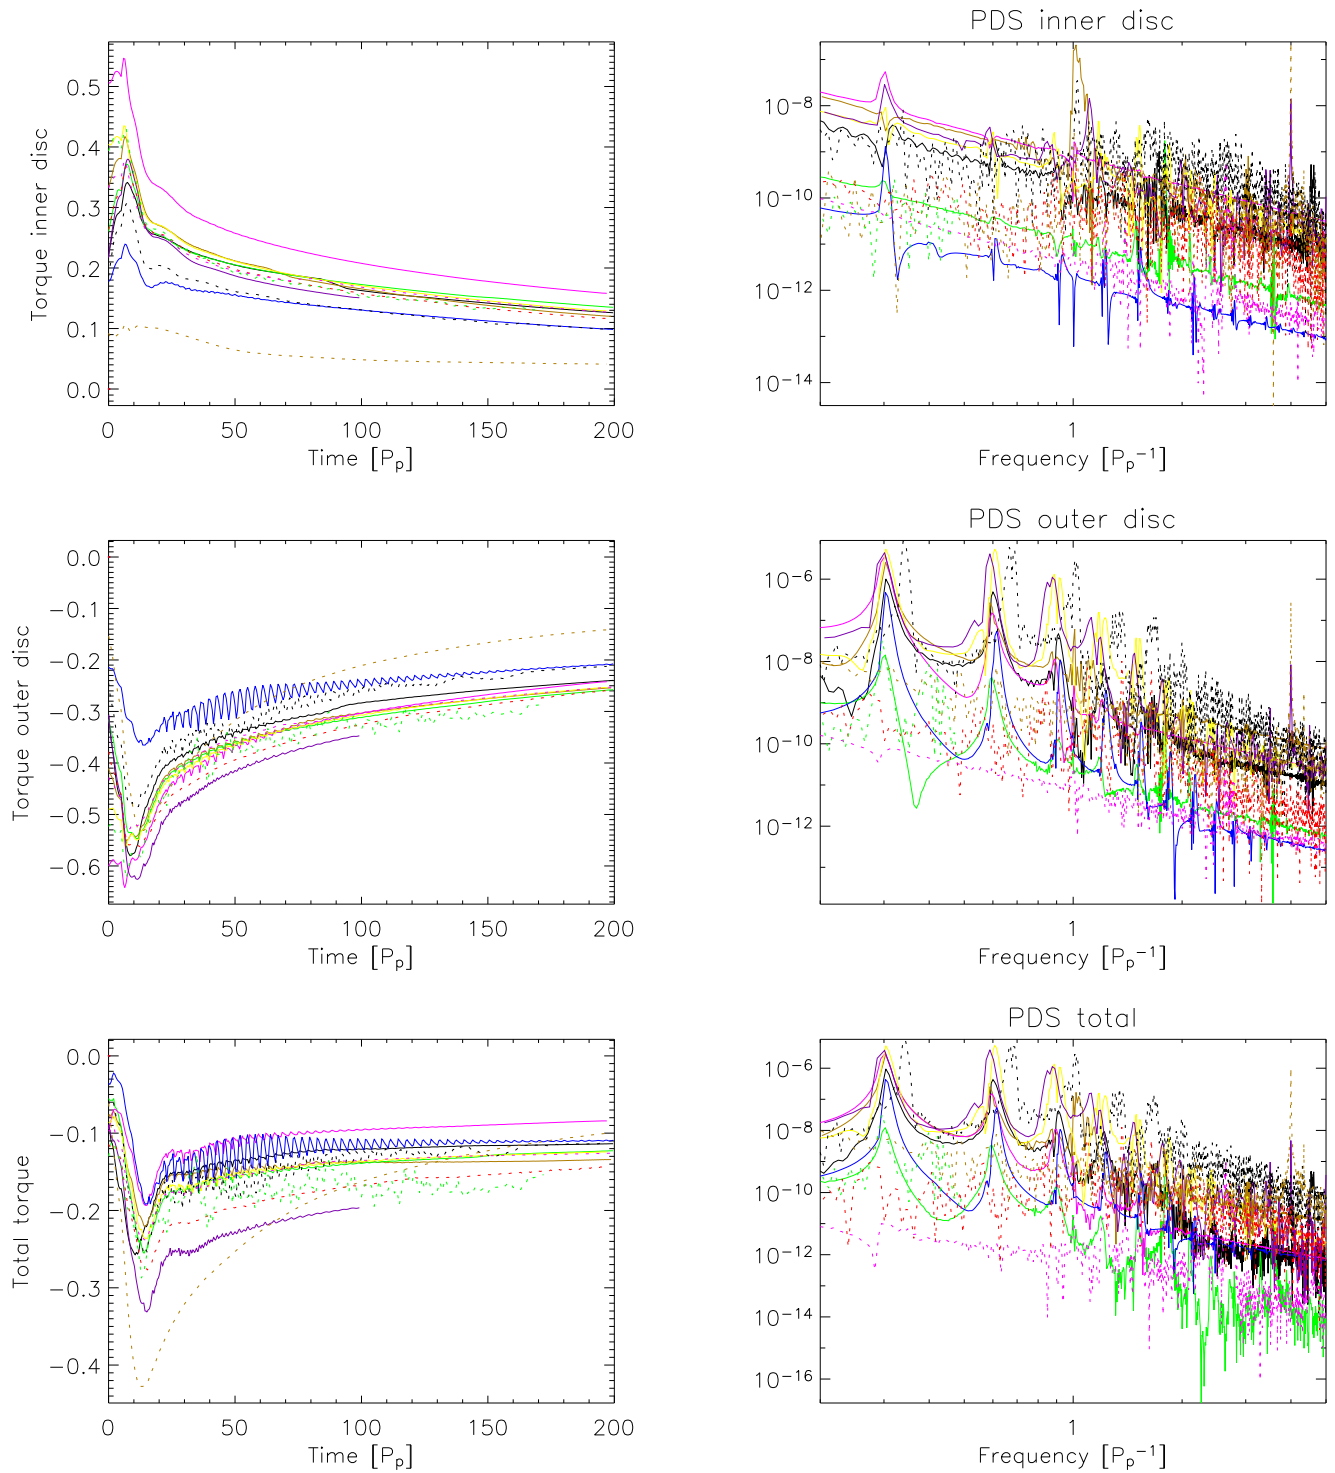 PDS inner disc
Torque inner disc
0.5
0.4
0.3
0.2
0.1
0.0
0 50 100 150 200
Time [Pₚ]
10⁻⁸
10⁻¹⁰
10⁻¹²
10⁻¹⁴
1
Frequency [Pₚ⁻¹]
PDS outer disc
Torque outer disc
0.0
−0.1
−0.2
−0.3
−0.4
−0.5
−0.6
0 50 100 150 200
Time [Pₚ]
10⁻⁶
10⁻⁸
10⁻¹⁰
10⁻¹²
1
Frequency [Pₚ⁻¹]
PDS total
Total torque
0.0
−0.1
−0.2
−0.3
−0.4
0 50 100 150 200
Time [Pₚ]
10⁻⁶
10⁻⁸
10⁻¹⁰
10⁻¹²
10⁻¹⁴
10⁻¹⁶
1
Frequency [Pₚ⁻¹]